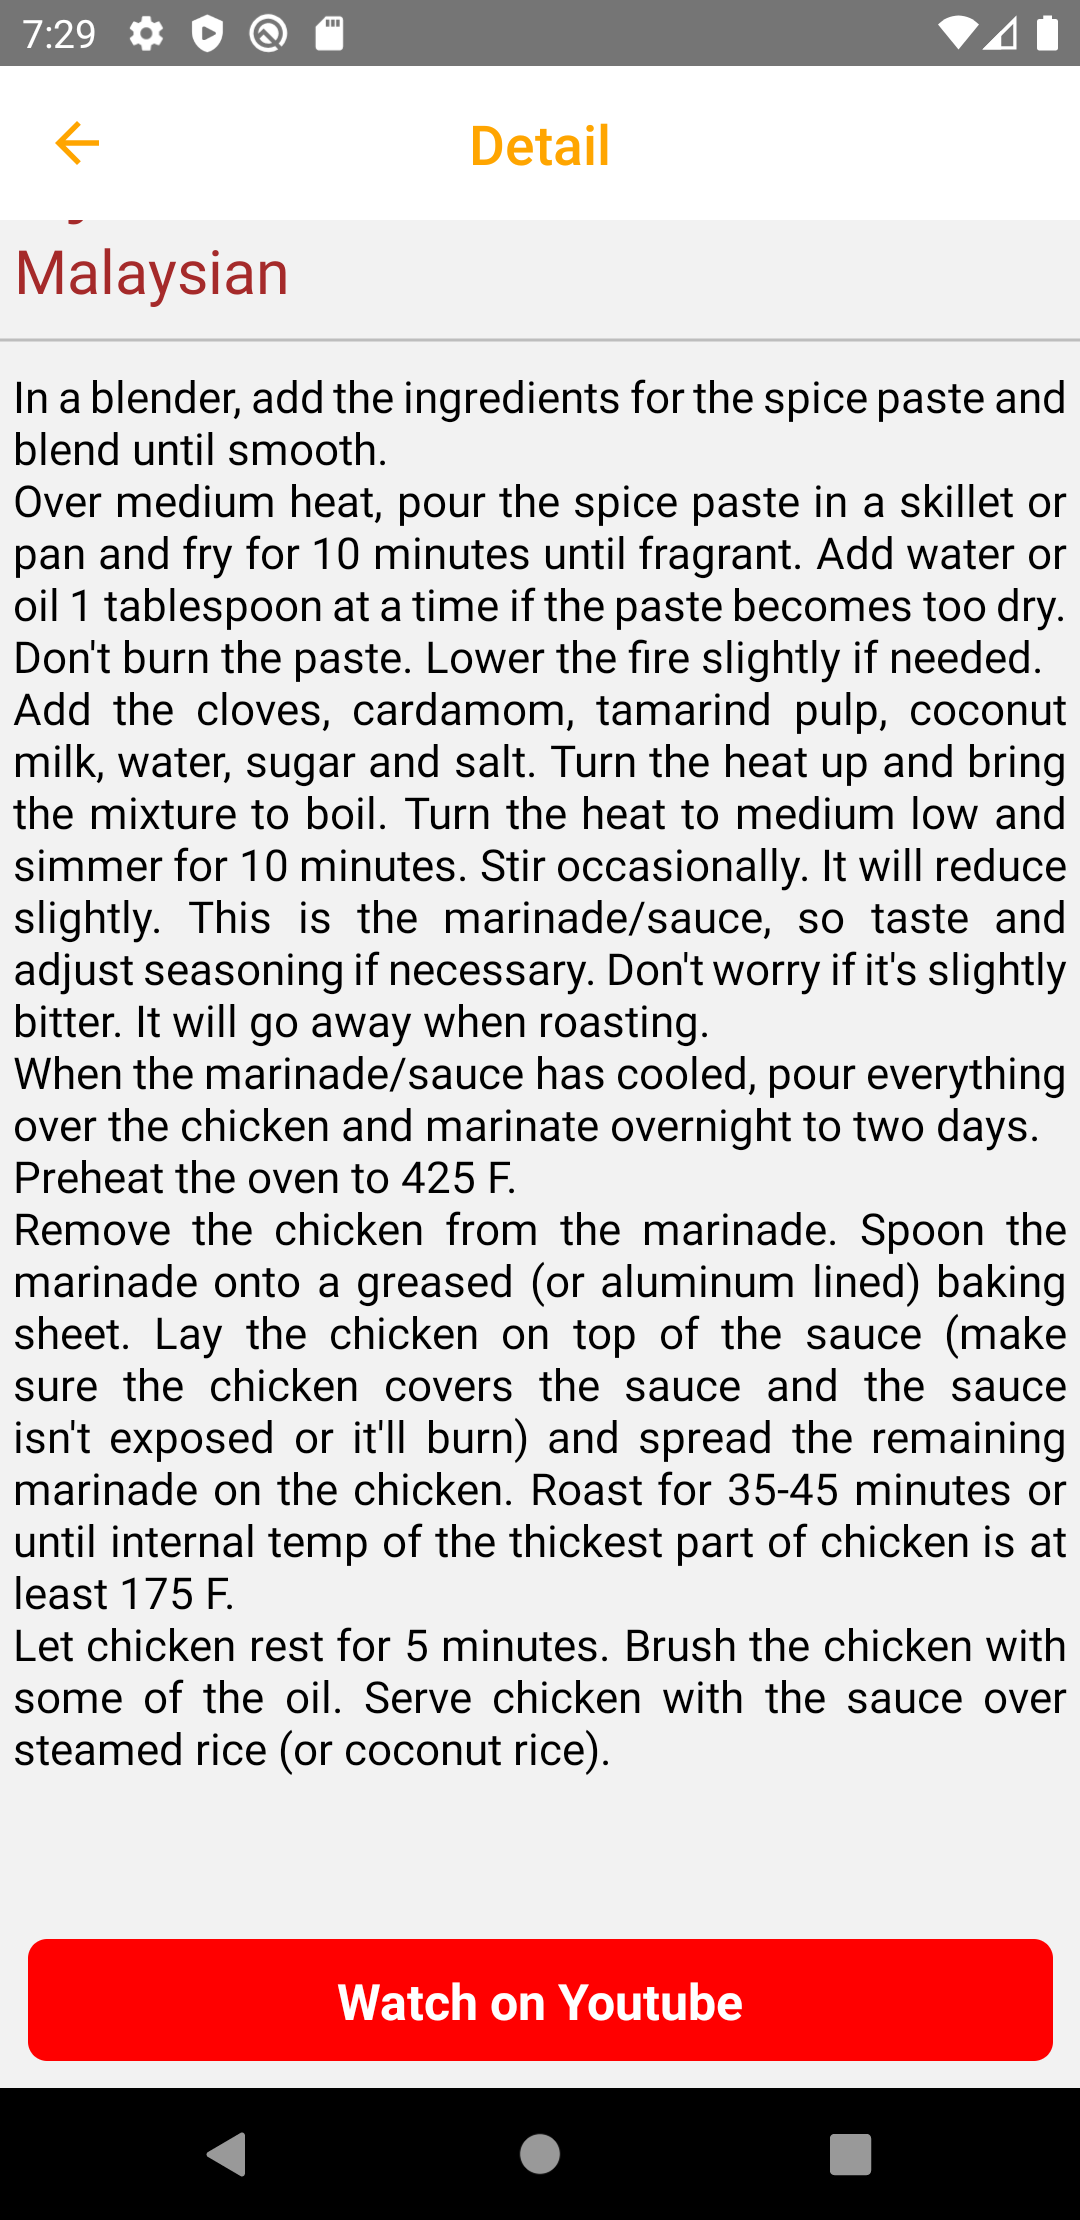 7:29
Detail
Malaysian
In a blender, add the ingredients for the spice paste and
blend until smooth.
Over medium heat, pour the spice paste in a skillet or
pan and fry for 10 minutes until fragrant. Add water or
oil 1 tablespoon at a time if the paste becomes too dry.
Don't burn the paste. Lower the fire slightly if needed.
Add the cloves, cardamom, tamarind pulp, coconut
milk, water, sugar and salt. Turn the heat up and bring
the mixture to boil. Turn the heat to medium low and
simmer for 10 minutes. Stir occasionally. It will reduce
slightly. This is the marinade/sauce, so taste and
adjust seasoning if necessary. Don't worry if it's slightly
bitter. It will go away when roasting.
When the marinade/sauce has cooled, pour everything
over the chicken and marinate overnight to two days.
Preheat the oven to 425 F.
Remove the chicken from the marinade. Spoon the
marinade onto a greased (or aluminum lined) baking
sheet. Lay the chicken on top of the sauce (make
sure the chicken covers the sauce and the sauce
isn't exposed or it'll burn) and spread the remaining
marinade on the chicken. Roast for 35-45 minutes or
until internal temp of the thickest part of chicken is at
least 175 F.
Let chicken rest for 5 minutes. Brush the chicken with
some of the oil. Serve chicken with the sauce over
steamed rice (or coconut rice).
Watch on Youtube